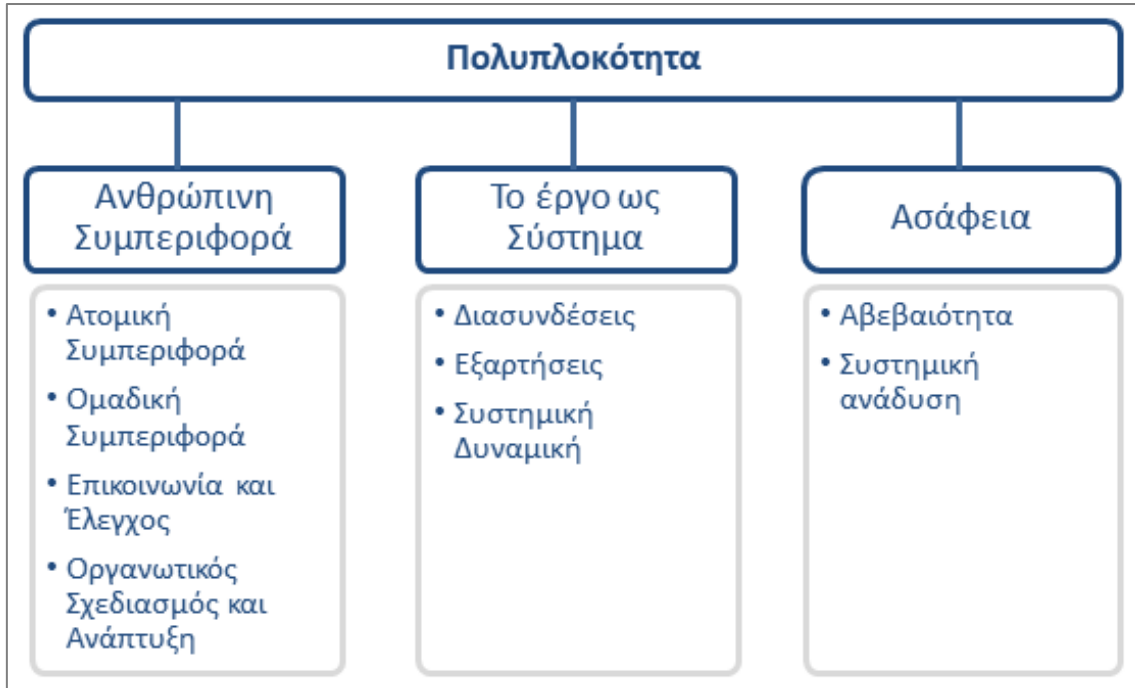 Πολυπλοκότητα
Ανθρώπινη
Συμπεριφορά
• Ατομική
Συμπεριφορά
• Ομαδική
Συμπεριφορά
• Επικοινωνία και
Έλεγχος
• Οργανωτικός
Σχεδιασμός και
Ανάπτυξη
Το έργο ως
Σύστημα
• Διασυνδέσεις
• Εξαρτήσεις
• Συστημική
Δυναμική
Ασάφεια
• Αβεβαιότητα
• Συστημική
ανάδυση